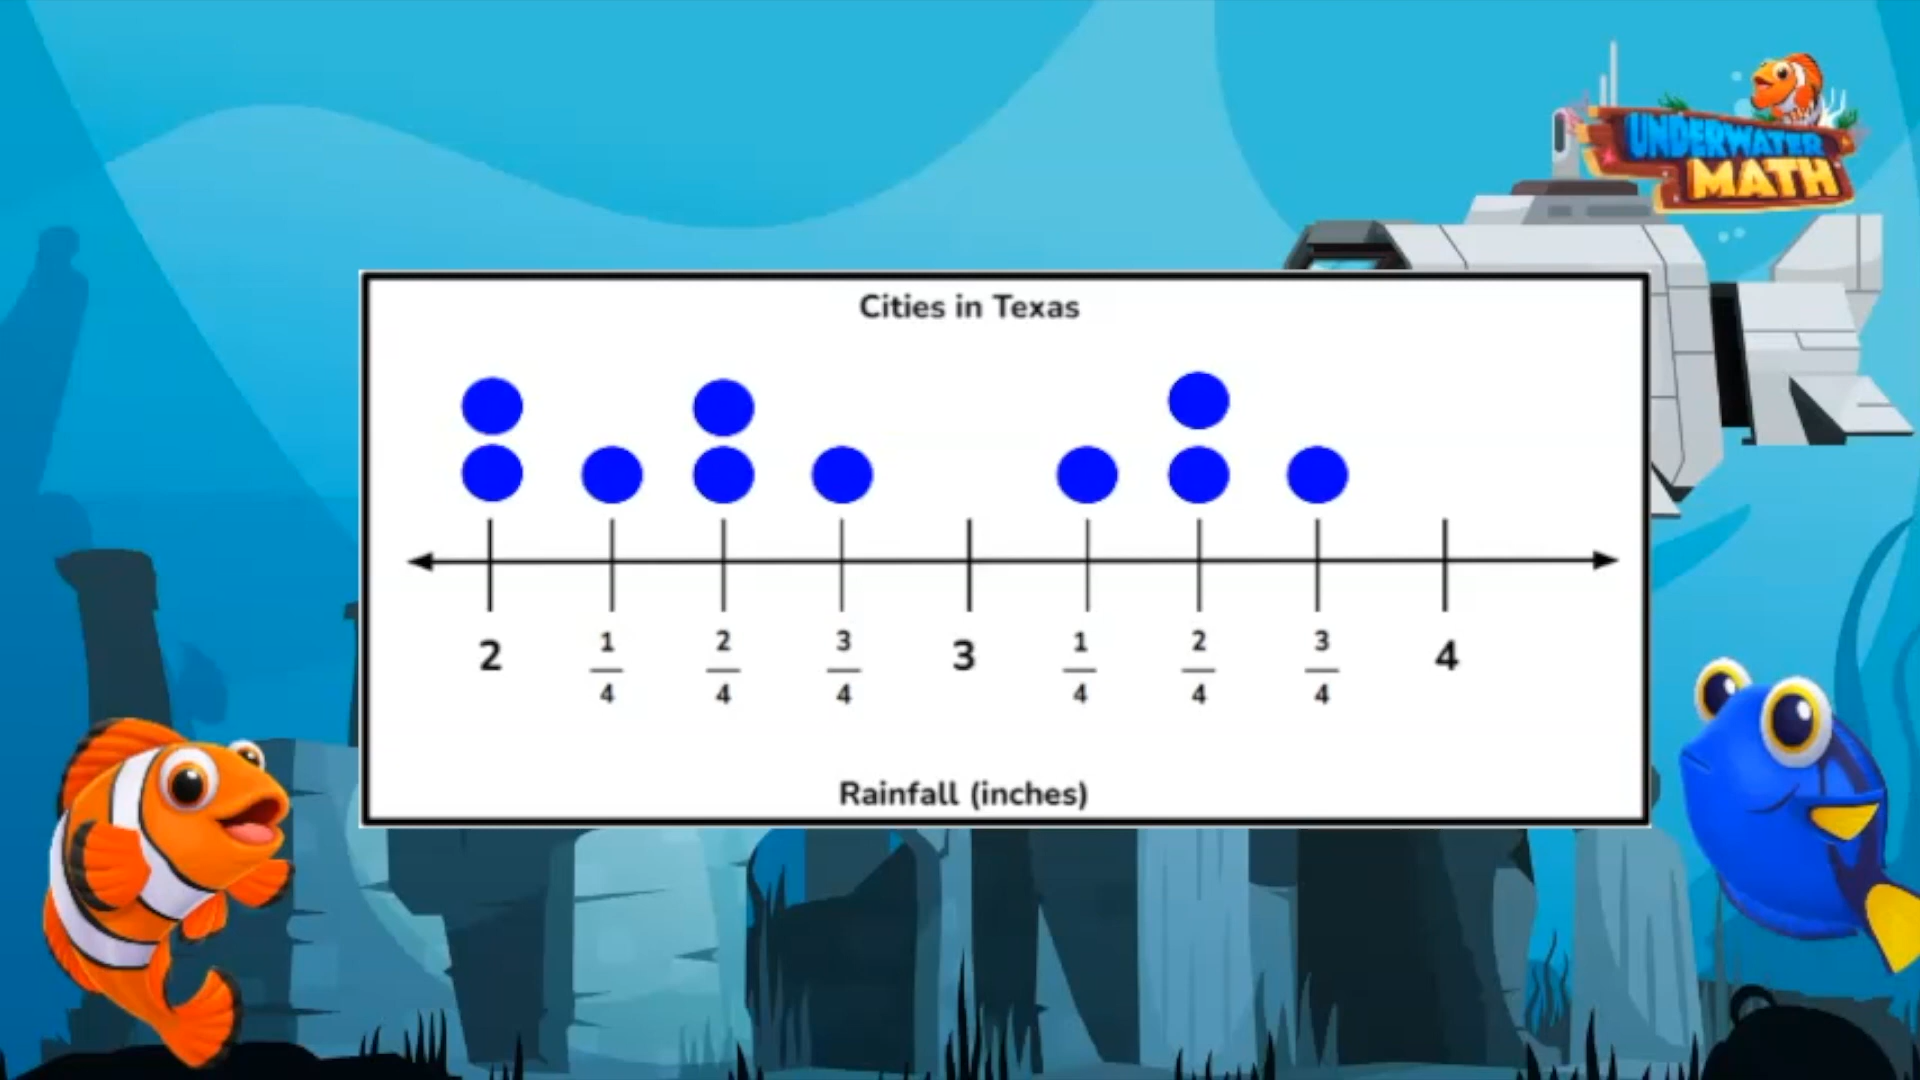 UNDERWATER
MATH
Cities in Texas
2 1/4 2/4 3/4 3 1/4 2/4 3/4 4
Rainfall (inches)